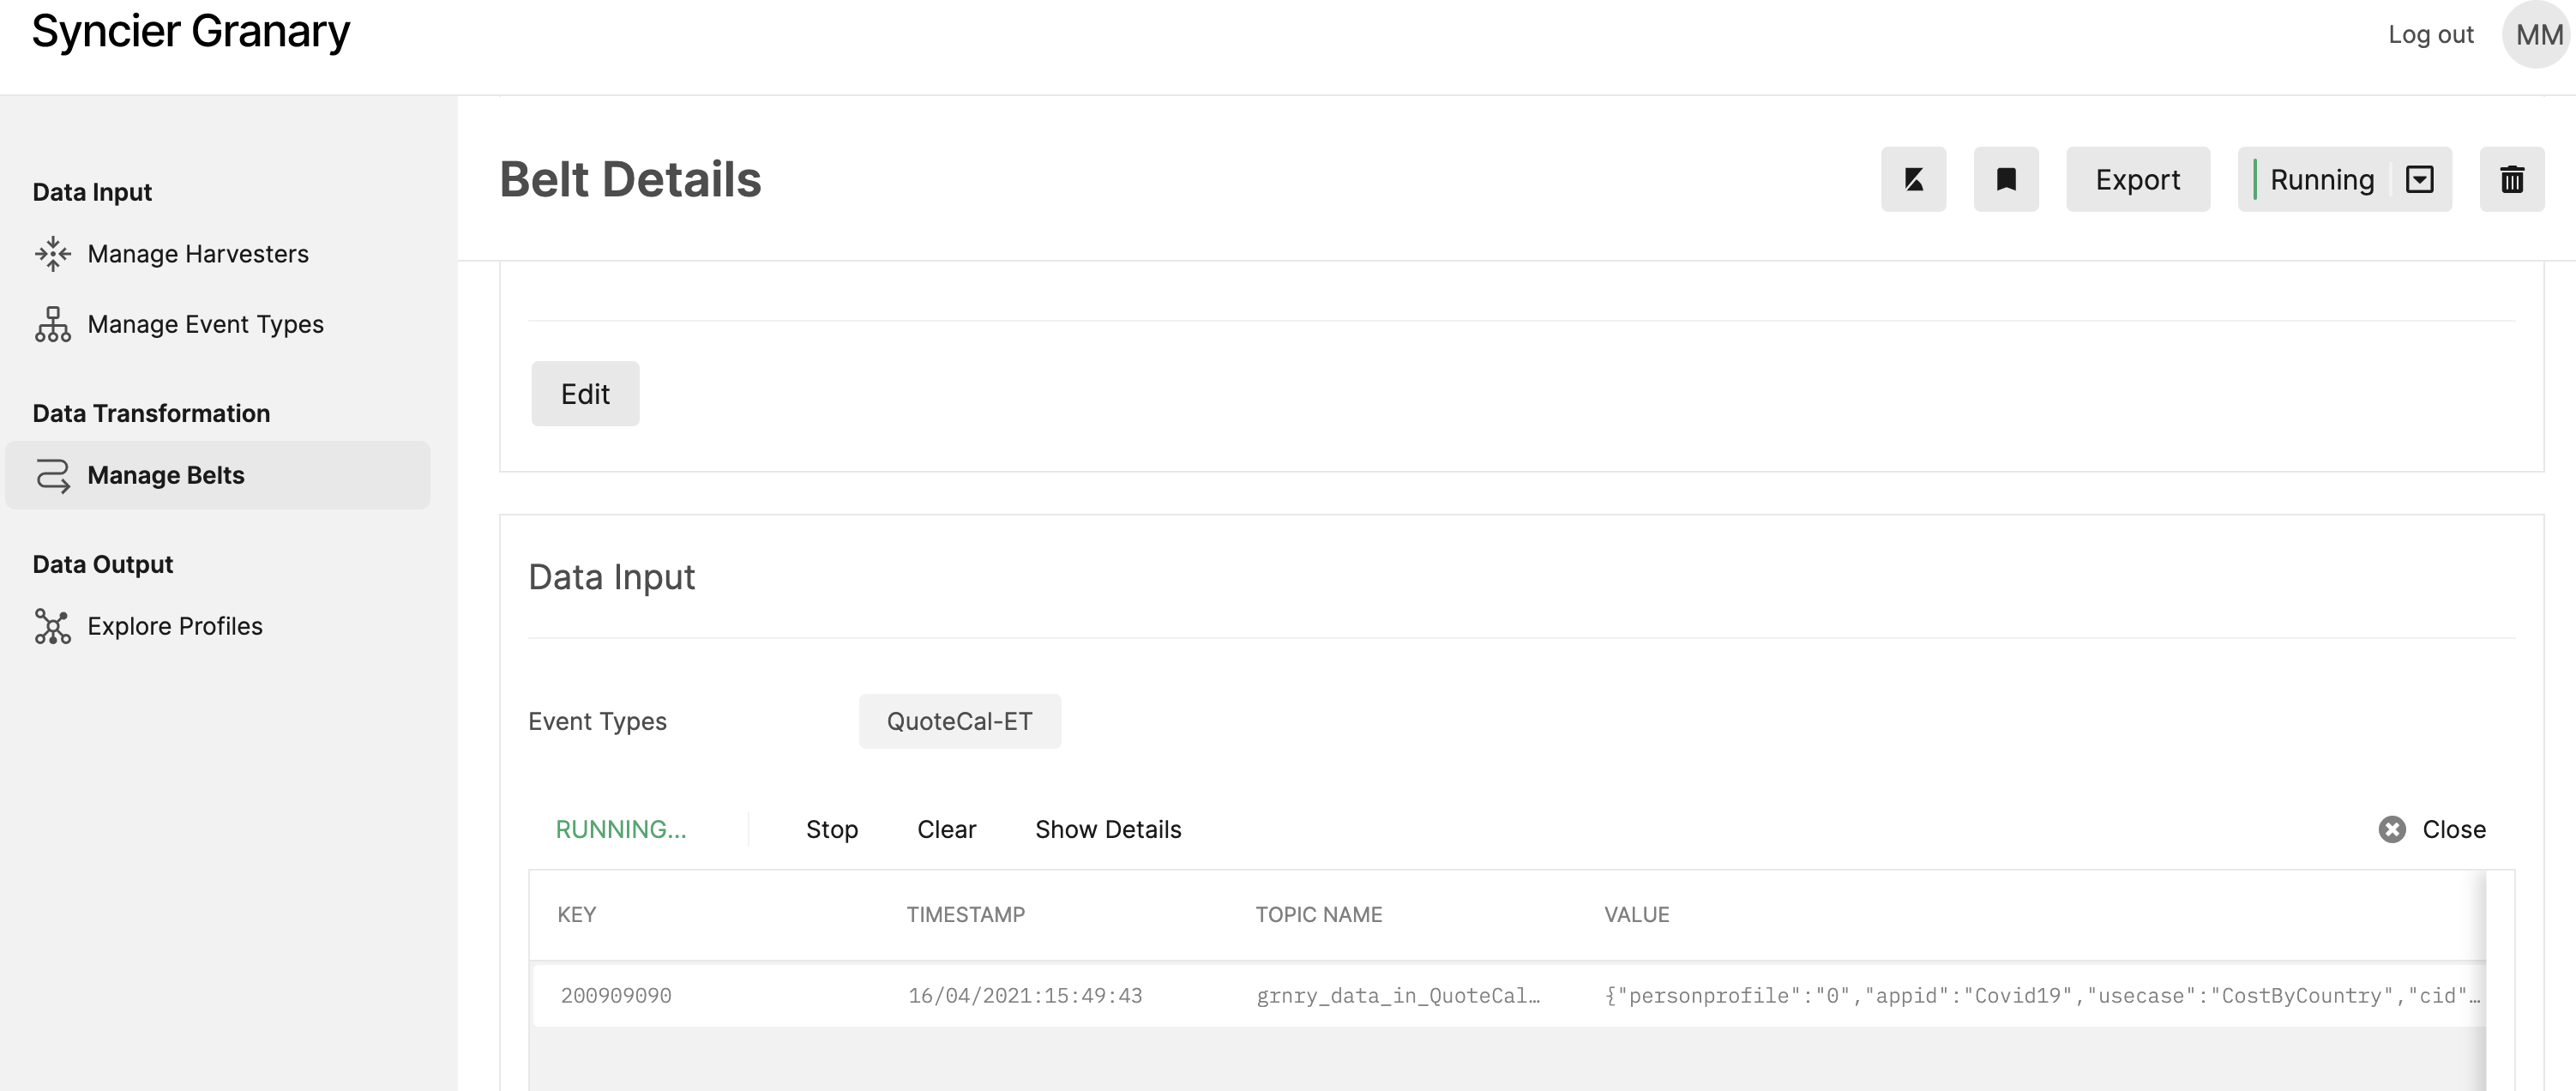 Syncier Granary
Log out
MM
Data Input
Manage Harvesters
Manage Event Types
Data Transformation
Manage Belts
Data Output
Explore Profiles
Belt Details
Export
Running
Edit
Data Input
Event Types
QuoteCal-ET
RUNNING...
Stop
Clear
Show Details
Close
KEY TIMESTAMP TOPIC NAME VALUE
200909090 16/04/2021:15:49:43 grnry_data_in_QuoteCal… {"personprofile":"0","appid":"Covid19","usecase":"CostByCountry","cid"…